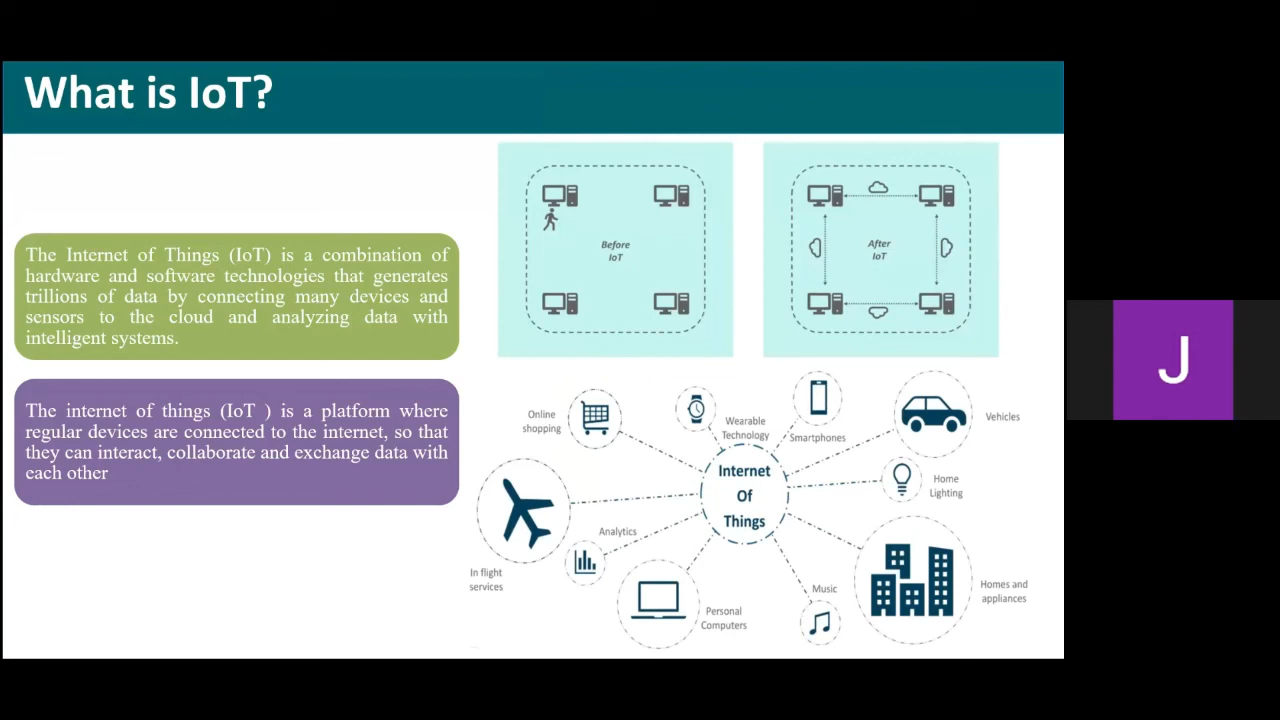 What is IoT?
The Internet of Things (IoT) is a combination of
hardware and software technologies that generates
trillions of data by connecting many devices and
sensors to the cloud and analyzing data with
intelligent systems.
The internet of things (IoT ) is a platform where
regular devices are connected to the internet, so that
they can interact, collaborate and exchange data with
each other
Before
IoT
After
IoT
Online
shopping
Wearable
Technology
Smartphones
Vehicles
Internet
Of
Things
Home
Lighting
Analytics
In flight
services
Personal
Computers
Music
Homes and
appliances
J